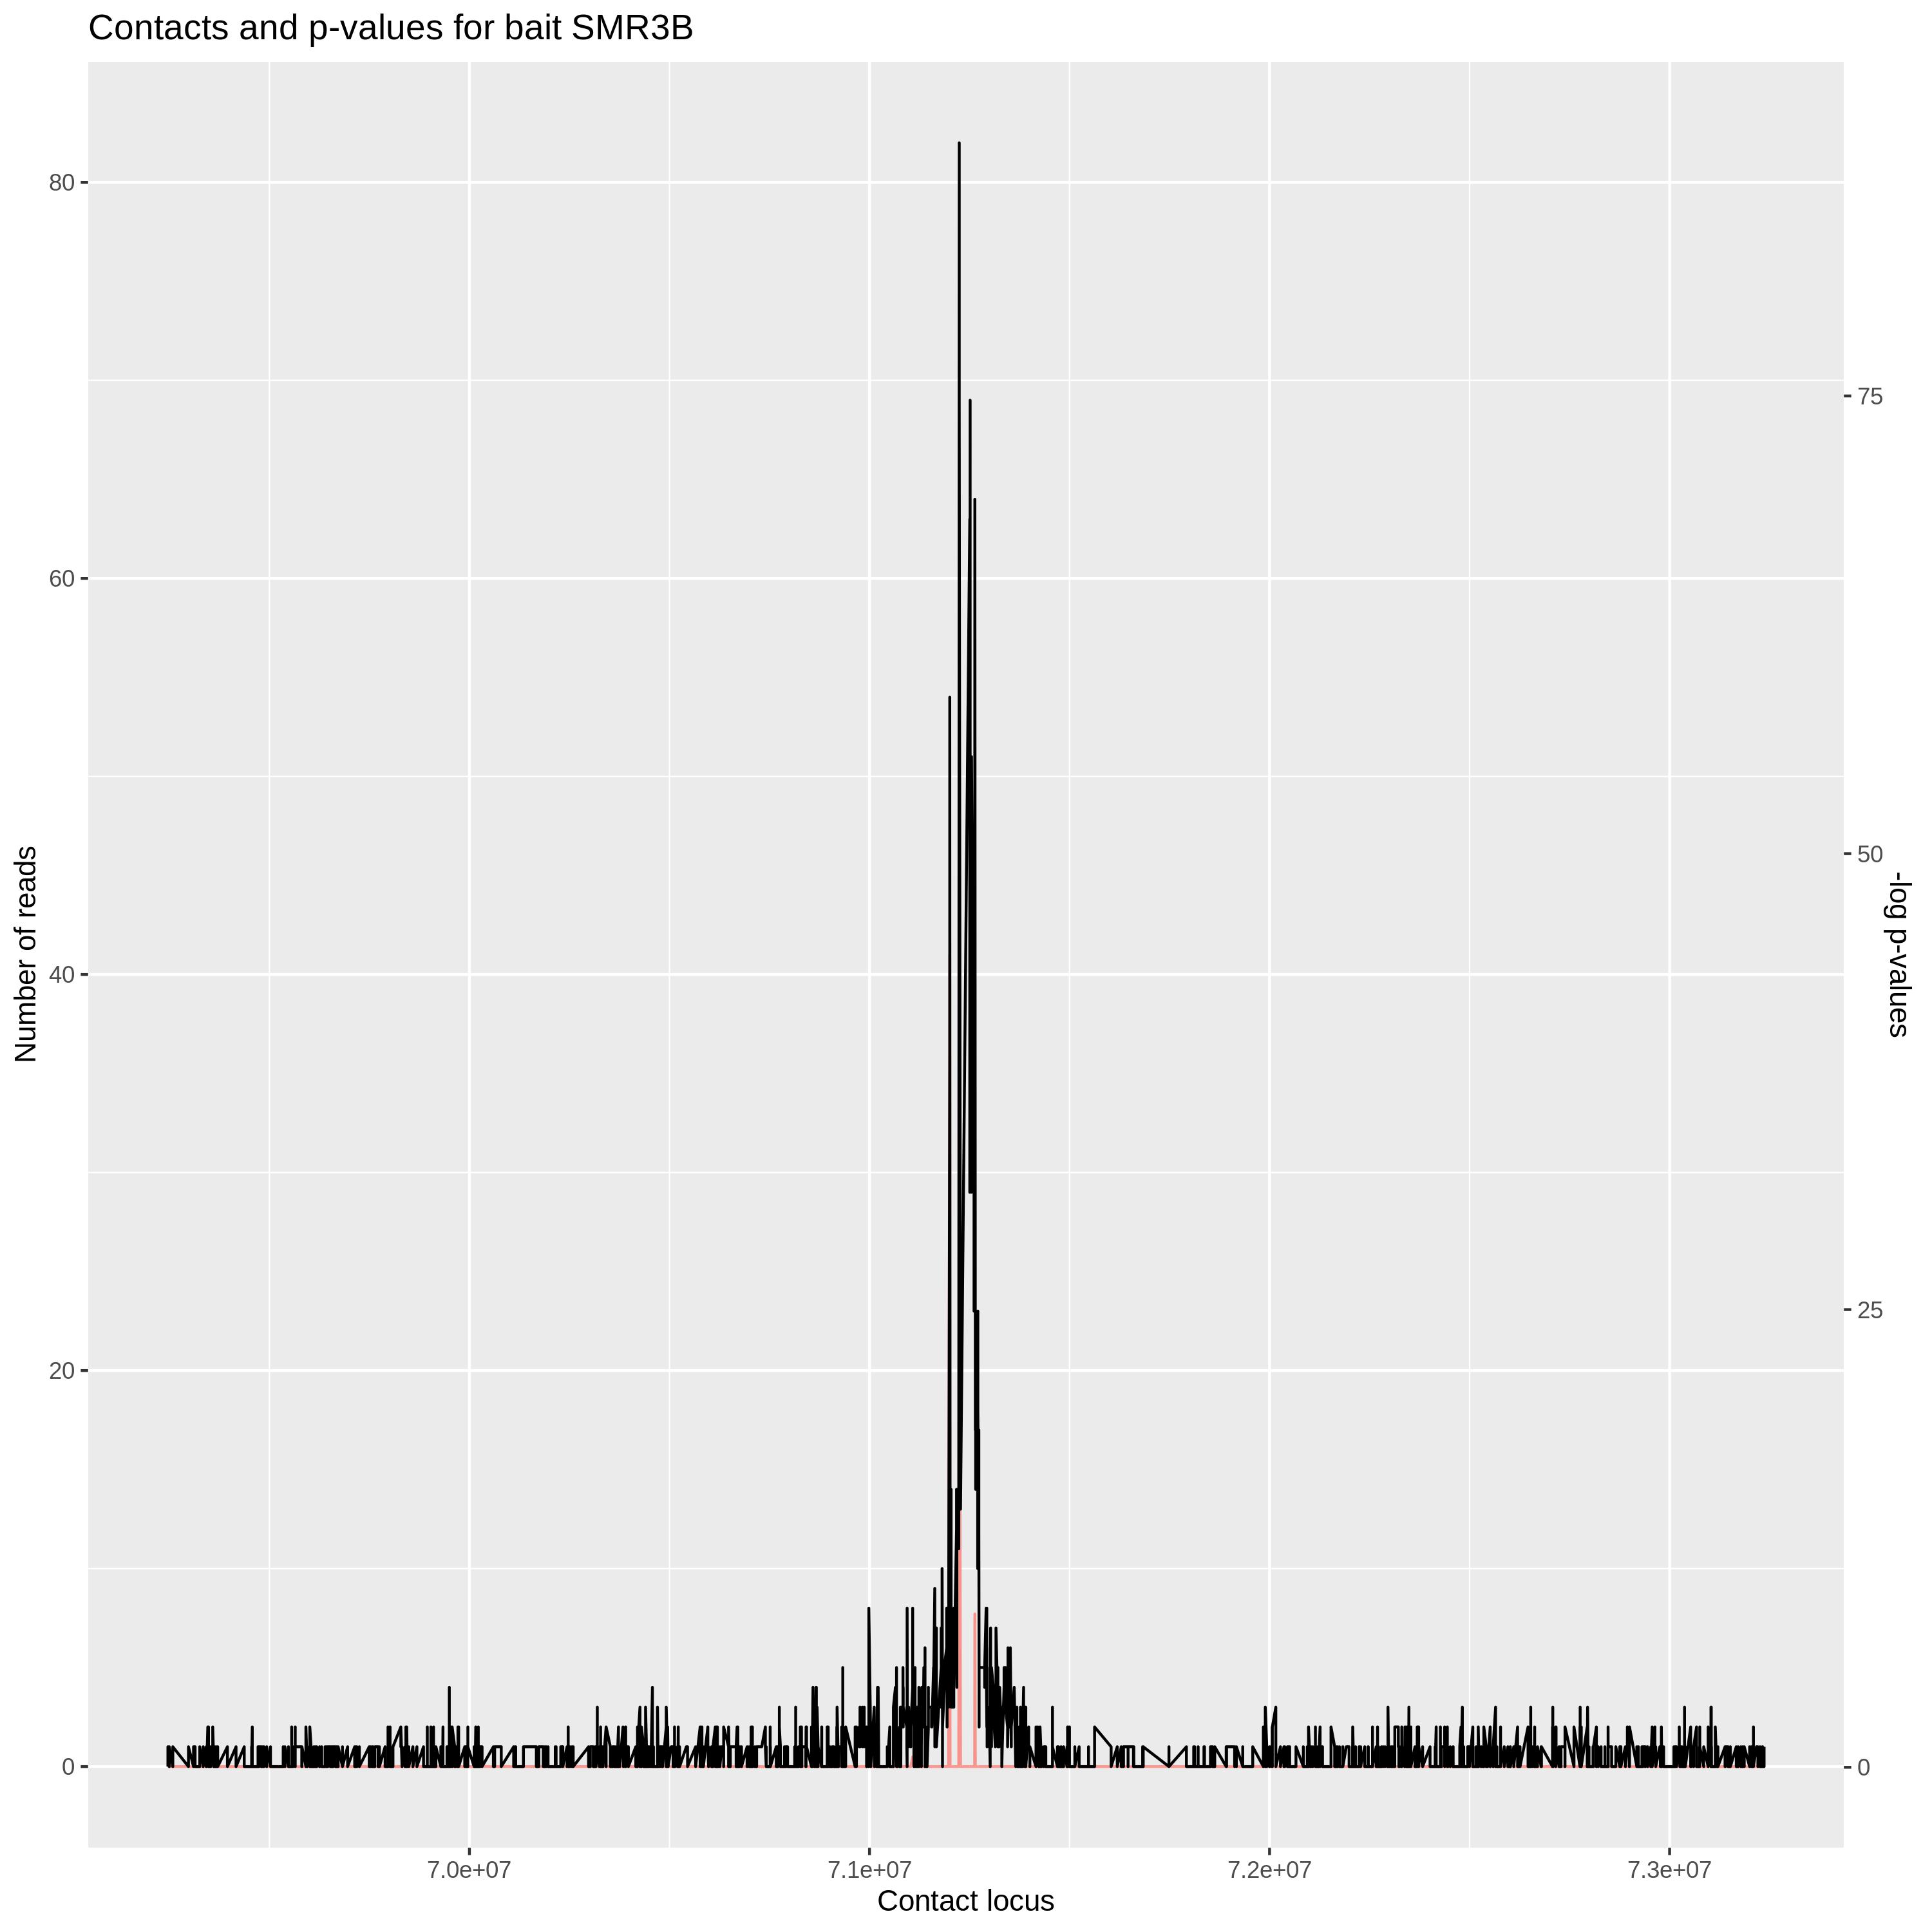 Contacts and p-values for bait SMR3B
80
60
40
20
0
75
50
25
0
Number of reads
-log p-values
7.0e+07 7.1e+07 7.2e+07 7.3e+07
Contact locus